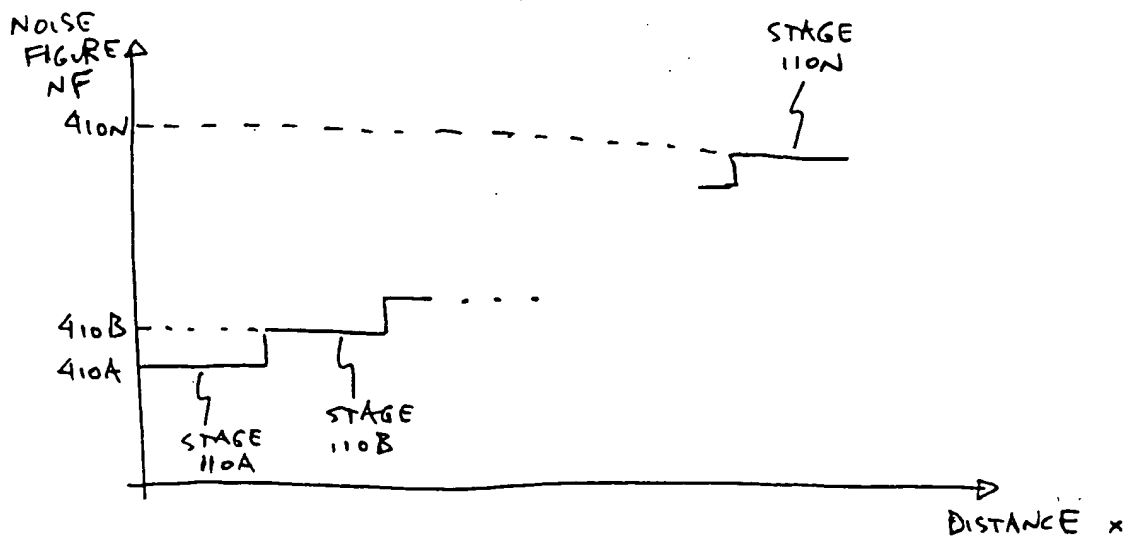 NOISE
FIGURE
NF
STAGE
110N
410N
410B
410A
STAGE
110A
STAGE
110B
DISTANCE x